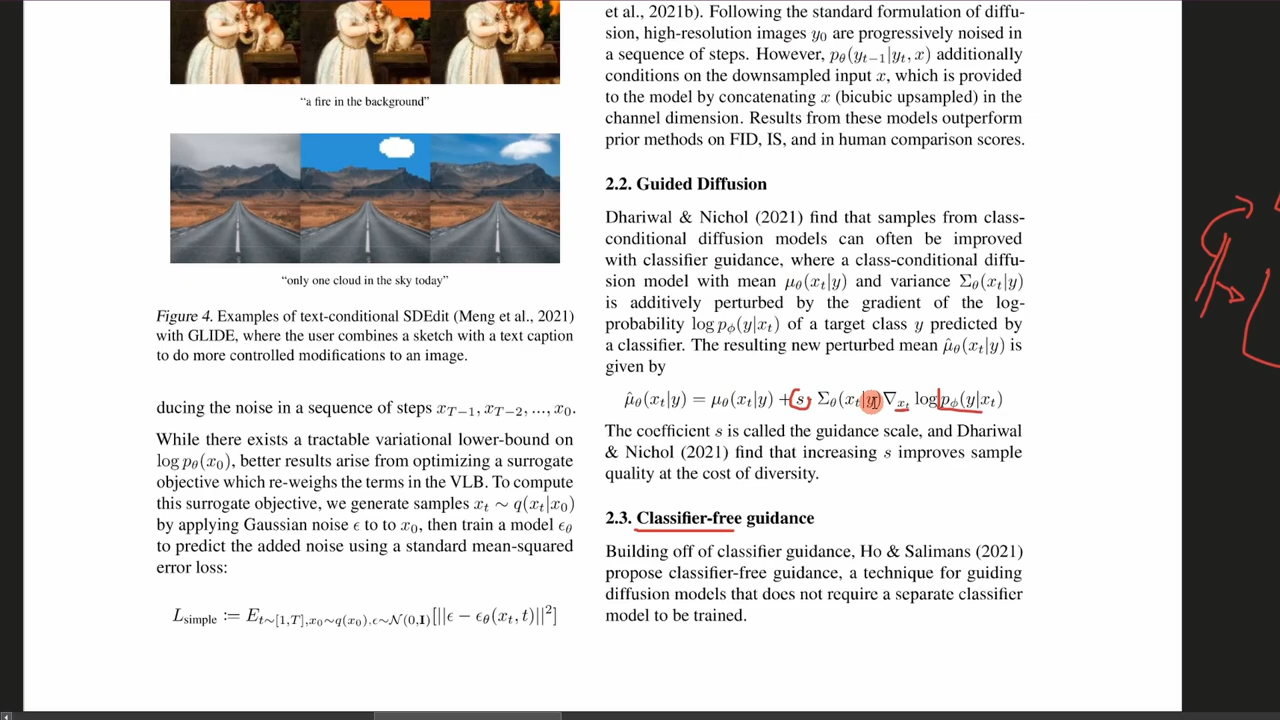 "a fire in the background"
"only one cloud in the sky today"
Figure 4. Examples of text-conditional SDEdit (Meng et al., 2021)
with GLIDE, where the user combines a sketch with a text caption
to do more controlled modifications to an image.
ducing the noise in a sequence of steps x_{T−1}, x_{T−2}, ..., x_0.
While there exists a tractable variational lower-bound on
log p_θ(x_0), better results arise from optimizing a surrogate
objective which re-weighs the terms in the VLB. To compute
this surrogate objective, we generate samples x_t ∼ q(x_t|x_0)
by applying Gaussian noise ϵ to to x_0, then train a model ϵ_θ
to predict the added noise using a standard mean-squared
error loss:
L_simple := E_{t∼[1,T],x_0∼q(x_0),ϵ∼N(0,I)}[||ϵ − ϵ_θ(x_t, t)||^2]
et al., 2021b). Following the standard formulation of diffu-
sion, high-resolution images y_0 are progressively noised in
a sequence of steps. However, p_θ(y_{t−1}|y_t, x) additionally
conditions on the downsampled input x, which is provided
to the model by concatenating x (bicubic upsampled) in the
channel dimension. Results from these models outperform
prior methods on FID, IS, and in human comparison scores.
2.2. Guided Diffusion
Dhariwal & Nichol (2021) find that samples from class-
conditional diffusion models can often be improved
with classifier guidance, where a class-conditional diffu-
sion model with mean μ_θ(x_t|y) and variance Σ_θ(x_t|y)
is additively perturbed by the gradient of the log-
probability log p_ϕ(y|x_t) of a target class y predicted by
a classifier. The resulting new perturbed mean μ̂_θ(x_t|y) is
given by
μ̂_θ(x_t|y) = μ_θ(x_t|y) + s · Σ_θ(x_t|y)∇_{x_t} log p_ϕ(y|x_t)
The coefficient s is called the guidance scale, and Dhariwal
& Nichol (2021) find that increasing s improves sample
quality at the cost of diversity.
2.3. Classifier-free guidance
Building off of classifier guidance, Ho & Salimans (2021)
propose classifier-free guidance, a technique for guiding
diffusion models that does not require a separate classifier
model to be trained.